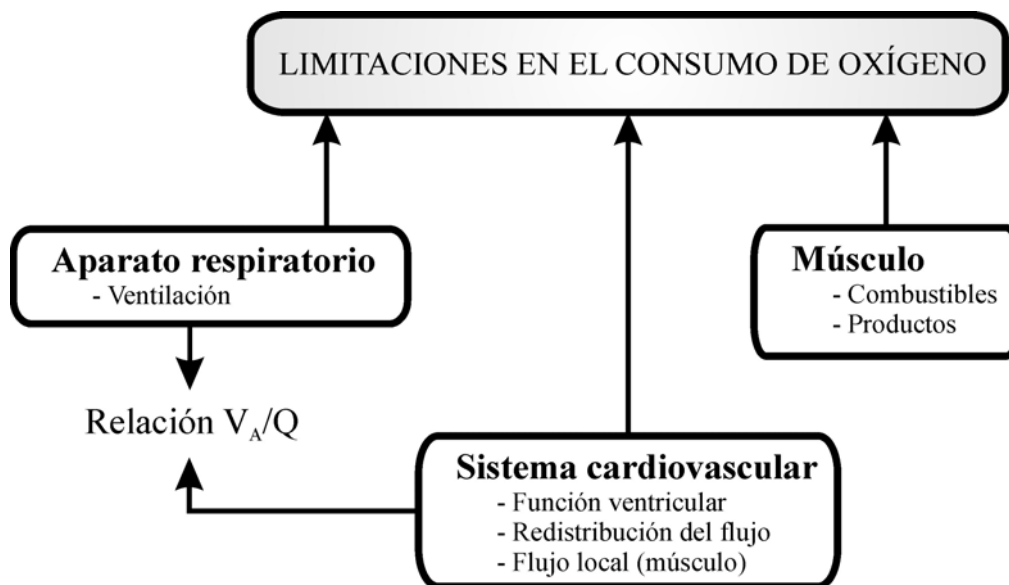 LIMITACIONES EN EL CONSUMO DE OXÍGENO
Aparato respiratorio
- Ventilación
Músculo
- Combustibles
- Productos
Relación V_A/Q
Sistema cardiovascular
- Función ventricular
- Redistribución del flujo
- Flujo local (músculo)